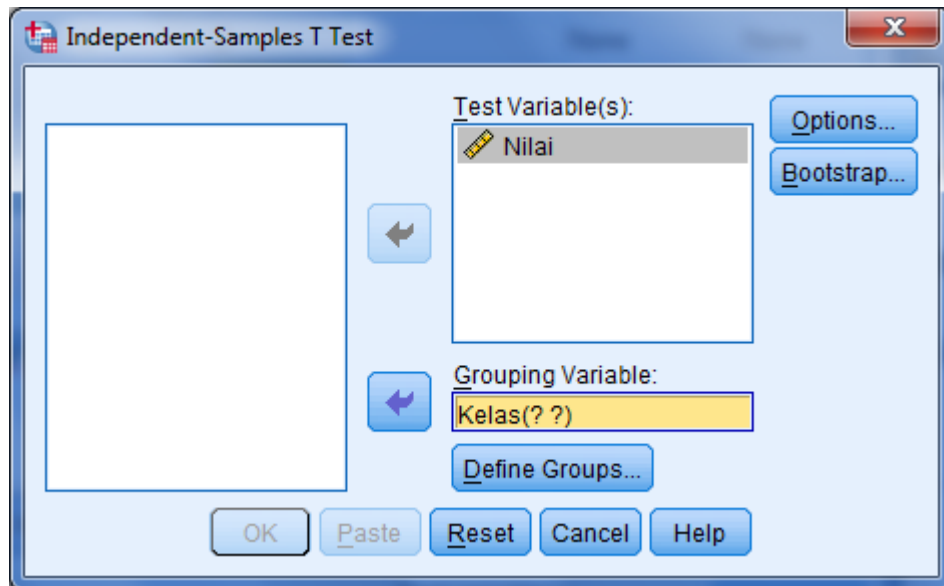 Independent-Samples T Test
Test Variable(s):
Nilai
Options...
Bootstrap...
Grouping Variable:
Kelas(? ?)
Define Groups...
OK Paste Reset Cancel Help